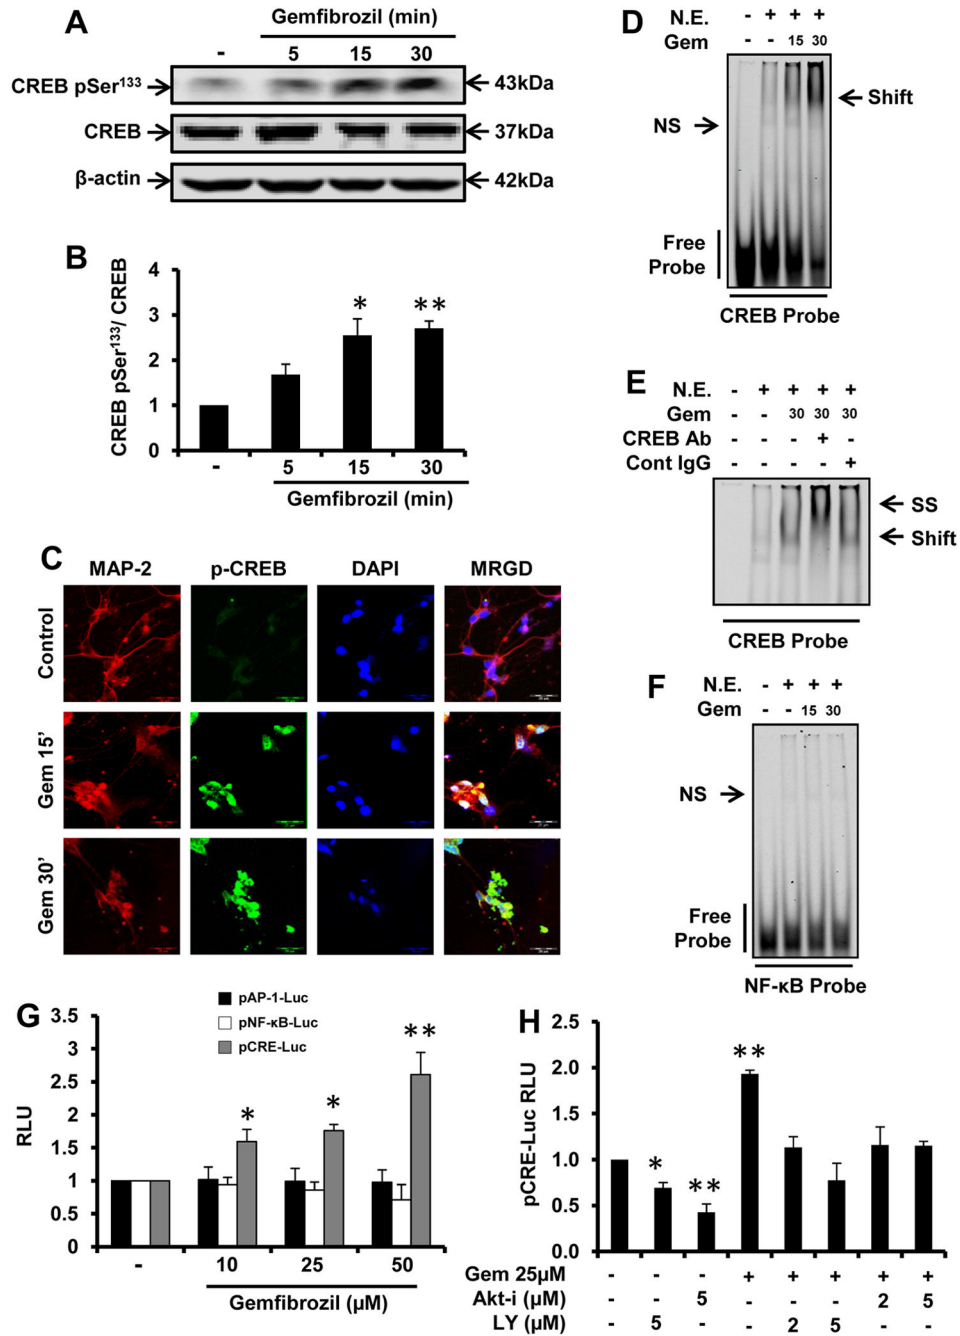 A
Gemfibrozil (min)
- 5 15 30
CREB pSer133 43kDa
CREB 37kDa
β-actin 42kDa
B
CREB pSer133/ CREB
4
3
2
1
0
* **
- 5 15 30
Gemfibrozil (min)
C
MAP-2 p-CREB DAPI MRGD
Control
Gem 15'
Gem 30'
D
N.E. - + + +
Gem - - 15 30
Shift
NS
Free
Probe
CREB Probe
E
N.E. - + + + +
Gem - - 30 30 30
CREB Ab - - - + -
Cont IgG - - - - +
SS
Shift
CREB Probe
F
N.E. - + + +
Gem - - 15 30
NS
Free
Probe
NF-κB Probe
G
pAP-1-Luc
pNF-κB-Luc
pCRE-Luc
RLU
3.5
3
2.5
2
1.5
1
0.5
0
* * **
- 10 25 50
Gemfibrozil (µM)
H
pCRE-Luc RLU
2.5
2.0
1.5
1.0
0.5
0.0
* ** **
Gem 25µM - - - + + + + +
Akt-i (µM) - - 5 - - - 2 5
LY (µM) - 5 - - 2 5 - -